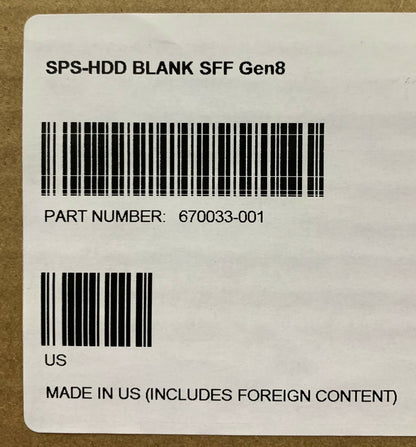 SPS-HDD BLANK SFF Gen8
PART NUMBER: 670033-001
US
MADE IN US (INCLUDES FOREIGN CONTENT)